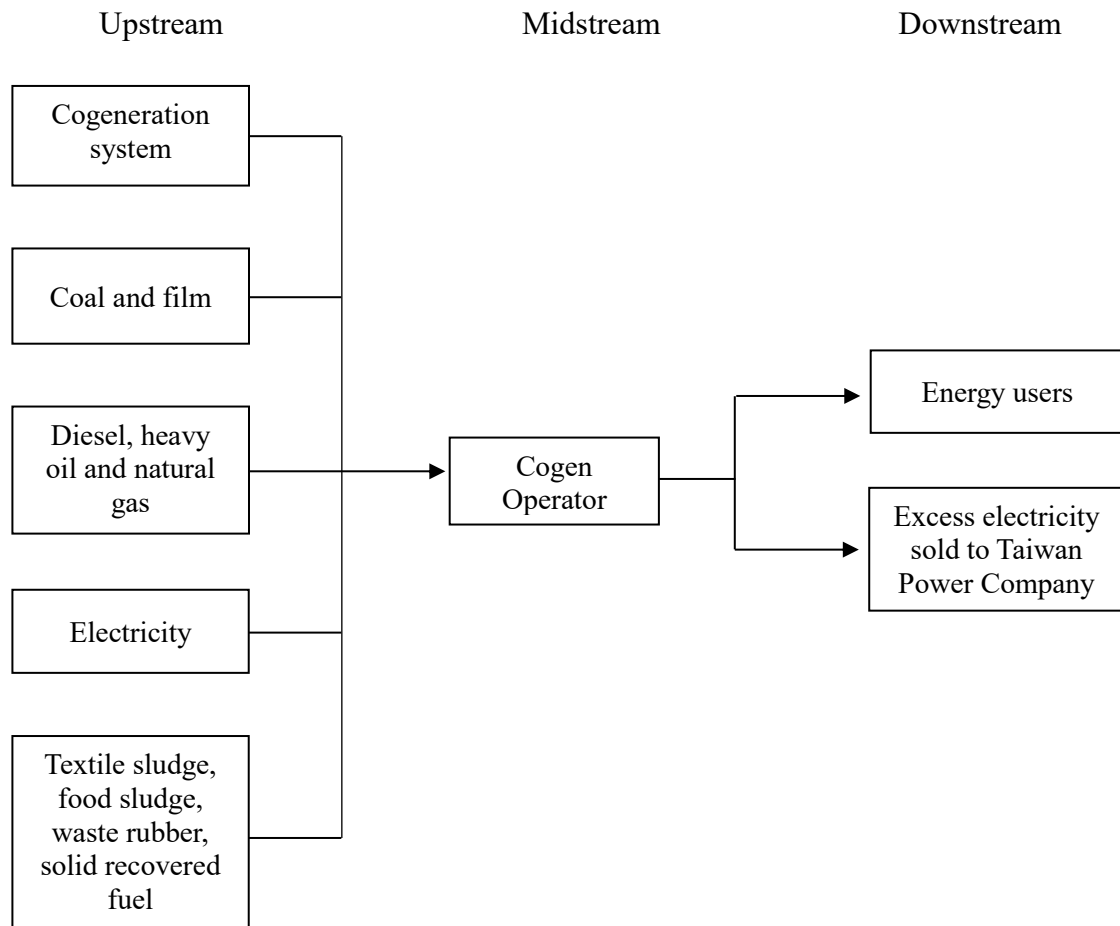 Upstream
Midstream
Downstream
Cogeneration
system
Coal and film
Diesel, heavy
oil and natural
gas
Electricity
Textile sludge,
food sludge,
waste rubber,
solid recovered
fuel
Cogen
Operator
Energy users
Excess electricity
sold to Taiwan
Power Company